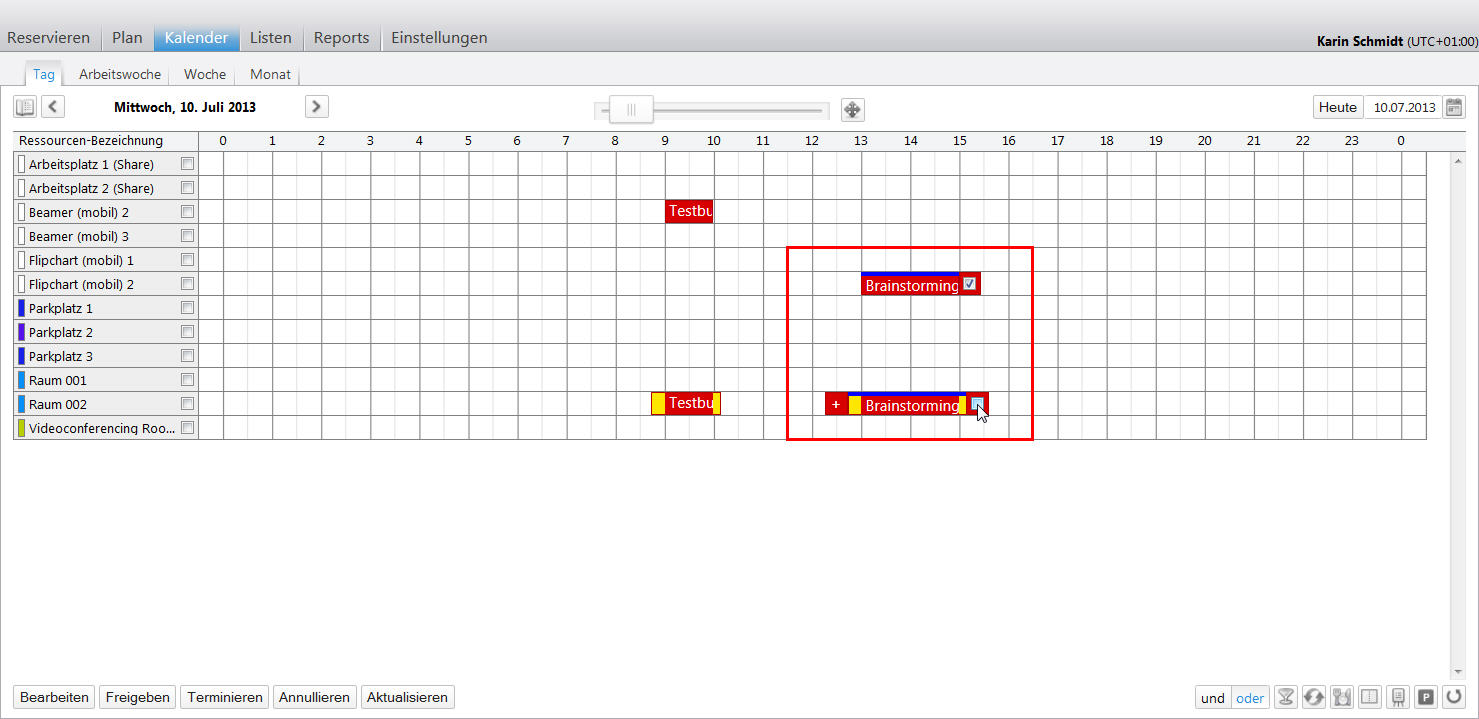 Reservieren Plan Kalender Listen Reports Einstellungen
Karin Schmidt (UTC+01:00)
Tag Arbeitswoche Woche Monat
Mittwoch, 10. Juli 2013 Heute 10.07.2013
Ressourcen-Bezeichnung 0 1 2 3 4 5 6 7 8 9 10 11 12 13 14 15 16 17 18 19 20 21 22 23 0
Arbeitsplatz 1 (Share)
Arbeitsplatz 2 (Share)
Beamer (mobil) 2 Testbu
Beamer (mobil) 3
Flipchart (mobil) 1
Flipchart (mobil) 2 Brainstorming
Parkplatz 1
Parkplatz 2
Parkplatz 3
Raum 001
Raum 002 Testbu + Brainstorming
Videoconferencing Roo...
Bearbeiten Freigeben Terminieren Annullieren Aktualisieren und oder P